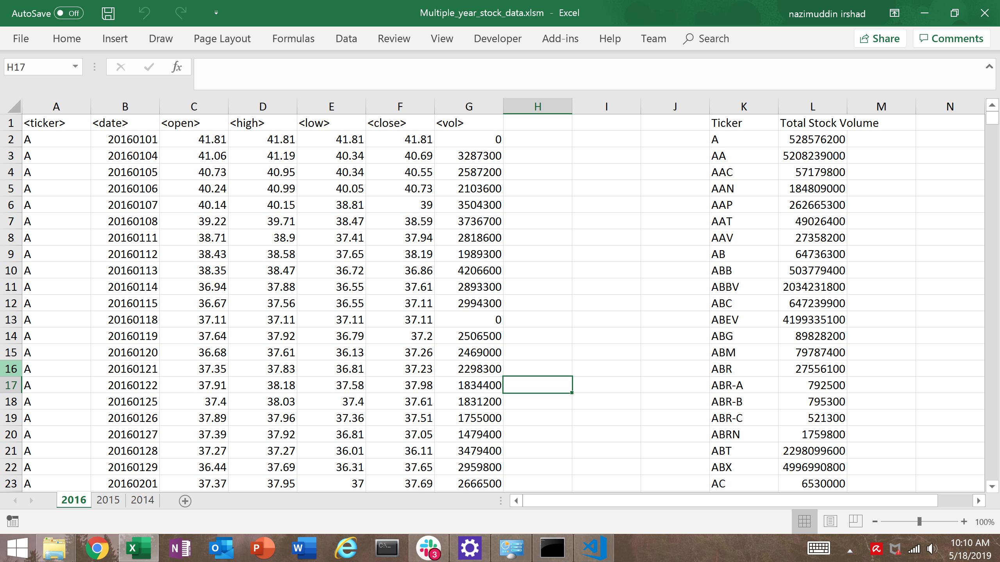 AutoSave Off
Multiple_year_stock_data.xlsm - Excel
nazimuddin irshad
File Home Insert Draw Page Layout Formulas Data Review View Developer Add-ins Help Team Search Share Comments
H17 fx
A B C D E F G H I J K L M N
1 <ticker> <date> <open> <high> <low> <close> <vol> Ticker Total Stock Volume
2 A 20160101 41.81 41.81 41.81 41.81 0 A 528576200
3 A 20160104 41.06 41.19 40.34 40.69 3287300 AA 5208239000
4 A 20160105 40.73 40.95 40.34 40.55 2587200 AAC 57179800
5 A 20160106 40.24 40.99 40.05 40.73 2103600 AAN 184809000
6 A 20160107 40.14 40.15 38.81 39 3504300 AAP 262665300
7 A 20160108 39.22 39.71 38.47 38.59 3736700 AAT 49026400
8 A 20160111 38.71 38.9 37.41 37.94 2818600 AAV 27358200
9 A 20160112 38.43 38.58 37.65 38.19 1989300 AB 64736300
10 A 20160113 38.35 38.47 36.72 36.86 4206600 ABB 503779400
11 A 20160114 36.94 37.88 36.55 37.61 2893300 ABBV 2034231800
12 A 20160115 36.67 37.56 36.55 37.11 2994300 ABC 647239900
13 A 20160118 37.11 37.11 37.11 37.11 0 ABEV 4199335100
14 A 20160119 37.64 37.92 36.79 37.2 2506500 ABG 89828200
15 A 20160120 36.68 37.61 36.13 37.26 2469000 ABM 79787400
16 A 20160121 37.35 37.83 36.81 37.23 2298300 ABR 27556100
17 A 20160122 37.91 38.18 37.58 37.98 1834400 ABR-A 792500
18 A 20160125 37.4 38.03 37.4 37.61 1831200 ABR-B 795300
19 A 20160126 37.89 37.96 37.36 37.51 1755000 ABR-C 521300
20 A 20160127 37.39 37.92 36.81 37.05 1479400 ABRN 1759800
21 A 20160128 37.27 37.27 36.01 36.11 3479400 ABT 2298099600
22 A 20160129 36.44 37.69 36.31 37.65 2959800 ABX 4996990800
23 A 20160201 37.37 37.95 37 37.69 2666500 AC 6530000
2016 2015 2014
100%
X N O P W C:\_ 3
10:10 AM
5/18/2019